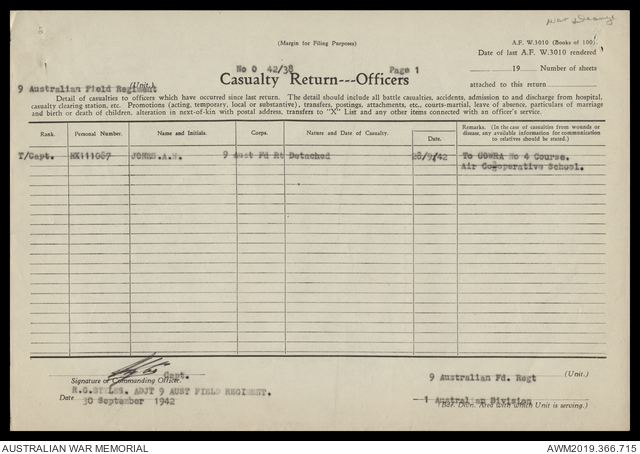 War Diary
(Margin for Filing Purposes)
A.F. W.3010 (Books of 100)
Date of last A.F. W.3010 rendered
No O 42/38 Page 1
19 Number of sheets
Casualty Return---Officers
attached to this return
9 Australian Field Regiment (Unit.)
Detail of casualties to officers which have occurred since last return. The detail should include all battle casualties, accidents, admission to and discharge from hospital,
casualty clearing station, etc. Promotions (acting, temporary, local or substantive), transfers, postings, attachments, etc., courts-martial, leave of absence, particulars of marriage
and birth or death of children, alteration in next-of-kin with postal address, transfers to "X" List and any other items connected with an officer's service.
Rank. Personal Number. Name and Initials. Corps. Nature and Date of Casualty. Date. Remarks. (In the case of casualties from wounds or
disease, any available information for communication
to relatives should be stated.)
T/Capt. JONES.A.N. 9 Aust Fd Rt Detached 28/9/42 To COWRA No 4 Course.
Air Co-operative School.
Capt.
Signature of Commanding Officer.
R.G. ADJT 9 AUST FIELD REGIMENT.
Date 30 September 1942
9 Australian Fd. Regt (Unit.)
1 Australian Division
(Bde. Divn. Area with which Unit is serving.)
AUSTRALIAN WAR MEMORIAL AWM2019.366.715